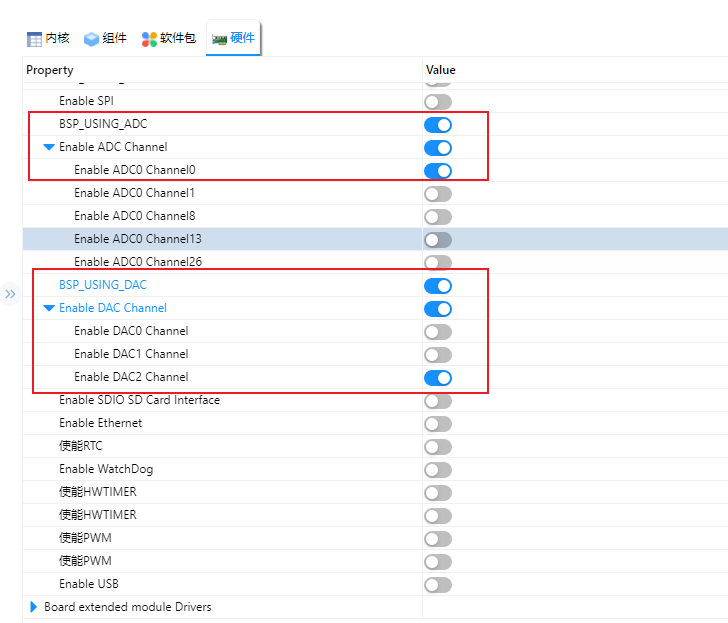 内核 组件 软件包 硬件
Property Value
Enable SPI
BSP_USING_ADC
Enable ADC Channel
Enable ADC0 Channel0
Enable ADC0 Channel1
Enable ADC0 Channel8
Enable ADC0 Channel13
Enable ADC0 Channel26
BSP_USING_DAC
Enable DAC Channel
Enable DAC0 Channel
Enable DAC1 Channel
Enable DAC2 Channel
Enable SDIO SD Card Interface
Enable Ethernet
使能RTC
Enable WatchDog
使能HWTIMER
使能HWTIMER
使能PWM
使能PWM
Enable USB
Board extended module Drivers